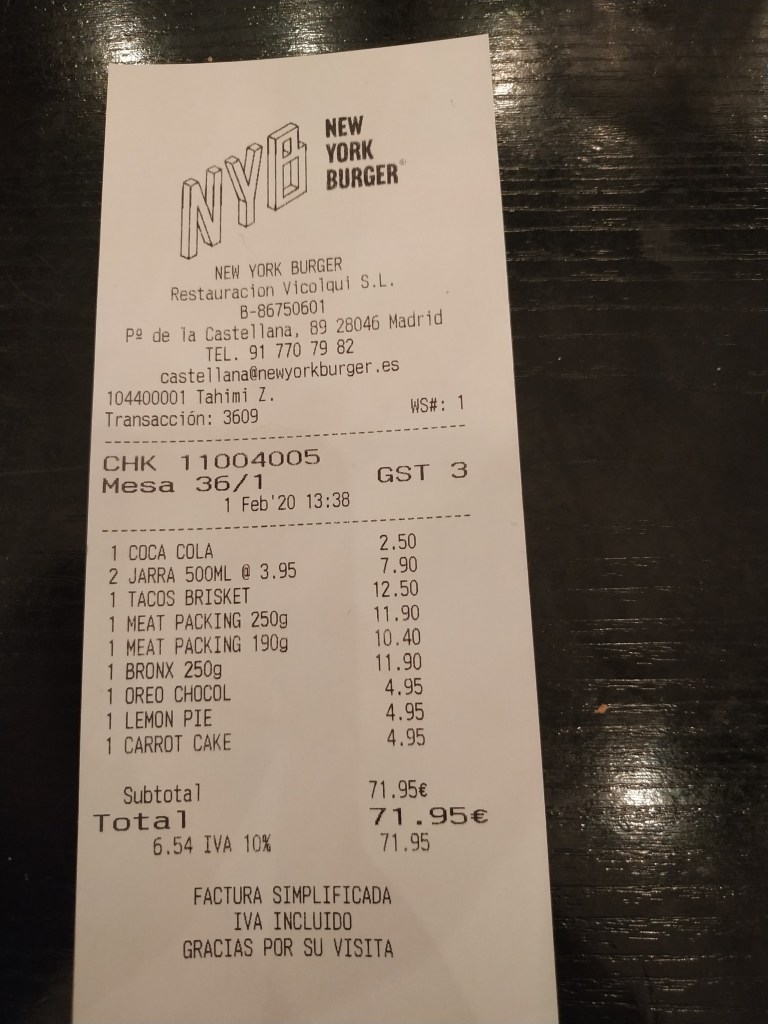 NYB
NEW
YORK
BURGER®
NEW YORK BURGER
Restauracion Vicolqui S.L.
B-86750601
Pº de la Castellana, 89 28046 Madrid
TEL. 91 770 79 82
castellana@newyorkburger.es
104400001 Tahimi Z.
Transacción: 3609 WS#: 1
CHK 11004005
Mesa 36/1 GST 3
1 Feb'20 13:38
1 COCA COLA 2.50
2 JARRA 500ML @ 3.95 7.90
1 TACOS BRISKET 12.50
1 MEAT PACKING 250g 11.90
1 MEAT PACKING 190g 10.40
1 BRONX 250g 11.90
1 OREO CHOCOL 4.95
1 LEMON PIE 4.95
1 CARROT CAKE 4.95
Subtotal 71.95€
Total 71.95€
6.54 IVA 10% 71.95
FACTURA SIMPLIFICADA
IVA INCLUIDO
GRACIAS POR SU VISITA